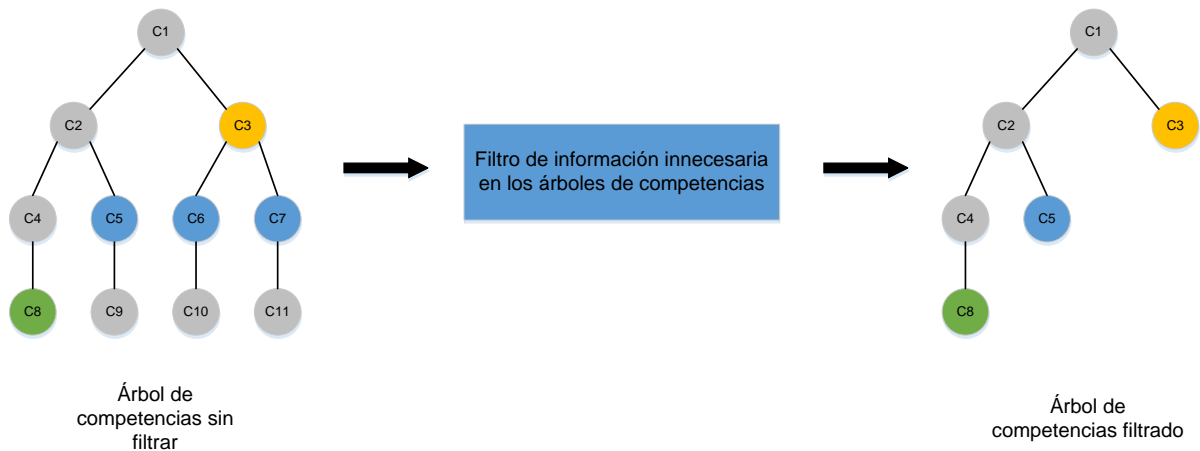 C1
C2
C3
C4
C5
C6
C7
C8
C9
C10
C11
Árbol de
competencias sin
filtrar
Filtro de información innecesaria
en los árboles de competencias
C1
C2
C3
C4
C5
C8
Árbol de
competencias filtrado